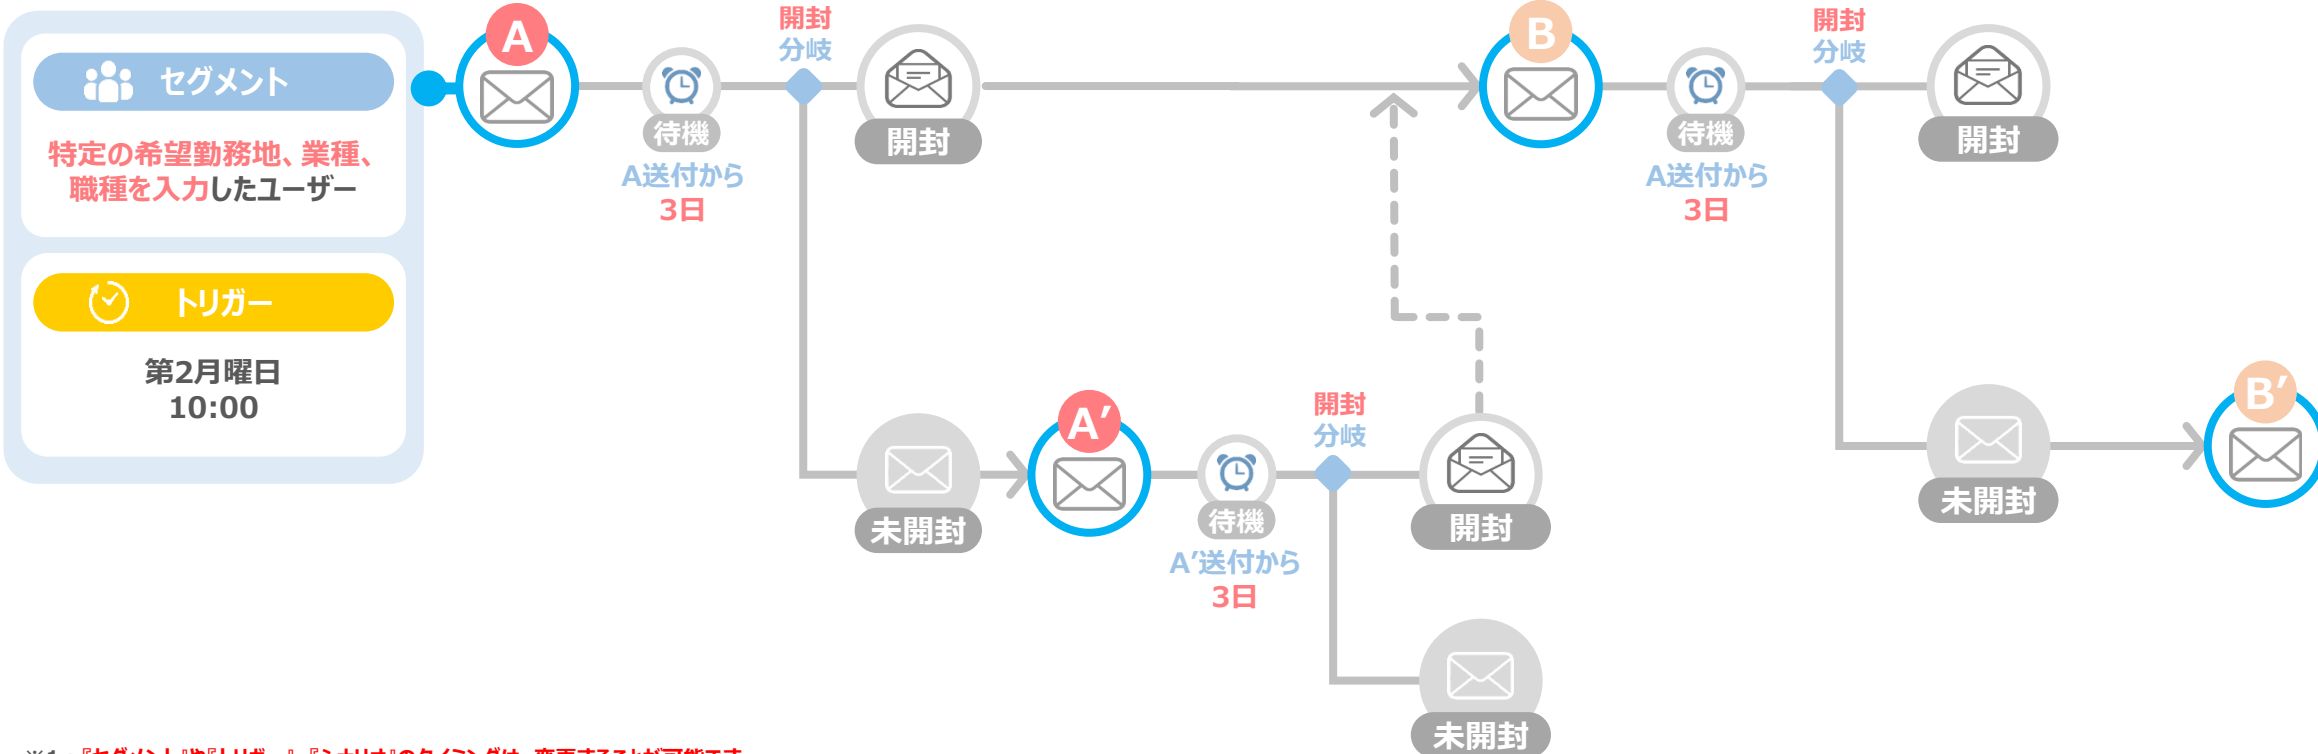 セグメント
特定の希望勤務地、業種、
職種を入力したユーザー
トリガー
第2月曜日
10:00
A
待機
A送付から
3日
開封
分岐
開封
B
待機
A送付から
3日
開封
分岐
開封
未開封
A′
待機
A′送付から
3日
開封
分岐
開封
未開封
未開封
B′